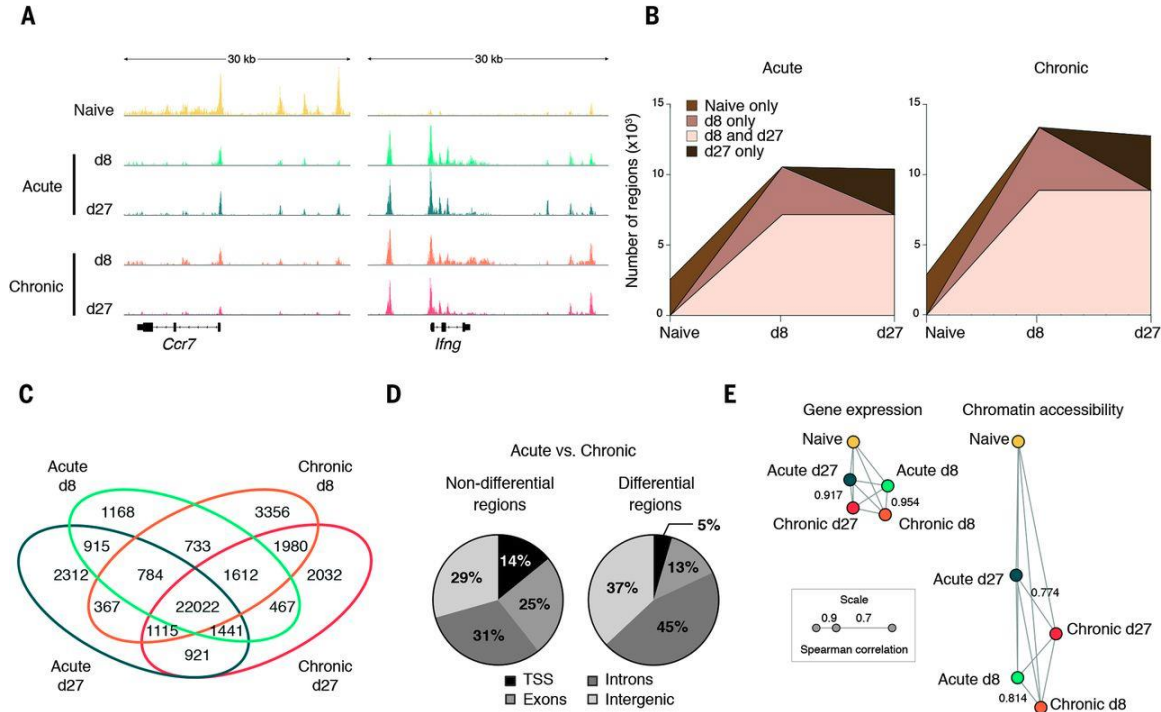 A
30 kb
30 kb
Naive
Acute
d8
d27
Chronic
d8
d27
Ccr7
Ifng
B
Acute
Chronic
Number of regions (x10³)
15
10
5
0
Naive only
d8 only
d8 and d27
d27 only
Naive
d8
d27
15
10
5
0
Naive
d8
d27
C
Acute
d8
Chronic
d8
1168
3356
915
733
1980
2312
784
1612
2032
367
22022
467
1115
1441
921
Acute
d27
Chronic
d27
D
Acute vs. Chronic
Non-differential
regions
Differential
regions
14%
25%
31%
29%
5%
13%
45%
37%
TSS
Introns
Exons
Intergenic
E
Gene expression
Chromatin accessibility
Naive
Acute d27
Acute d8
0.917
0.954
Chronic d27
Chronic d8
Scale
0.9
0.7
Spearman correlation
Naive
Acute d27
0.774
Chronic d27
Acute d8
0.814
Chronic d8